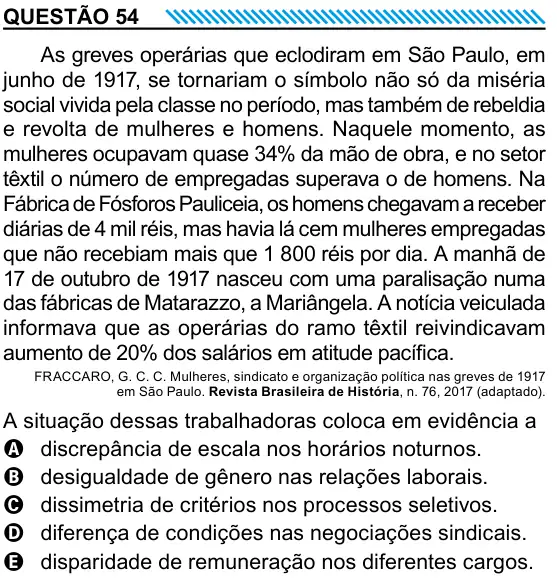 QUESTÃO 54
As greves operárias que eclodiram em São Paulo, em
junho de 1917, se tornariam o símbolo não só da miséria
social vivida pela classe no período, mas também de rebeldia
e revolta de mulheres e homens. Naquele momento, as
mulheres ocupavam quase 34% da mão de obra, e no setor
têxtil o número de empregadas superava o de homens. Na
Fábrica de Fósforos Pauliceia, os homens chegavam a receber
diárias de 4 mil réis, mas havia lá cem mulheres empregadas
que não recebiam mais que 1 800 réis por dia. A manhã de
17 de outubro de 1917 nasceu com uma paralisação numa
das fábricas de Matarazzo, a Mariângela. A notícia veiculada
informava que as operárias do ramo têxtil reivindicavam
aumento de 20% dos salários em atitude pacífica.
FRACCARO, G. C. C. Mulheres, sindicato e organização política nas greves de 1917
em São Paulo. Revista Brasileira de História, n. 76, 2017 (adaptado).
A situação dessas trabalhadoras coloca em evidência a
A discrepância de escala nos horários noturnos.
B desigualdade de gênero nas relações laborais.
C dissimetria de critérios nos processos seletivos.
D diferença de condições nas negociações sindicais.
E disparidade de remuneração nos diferentes cargos.